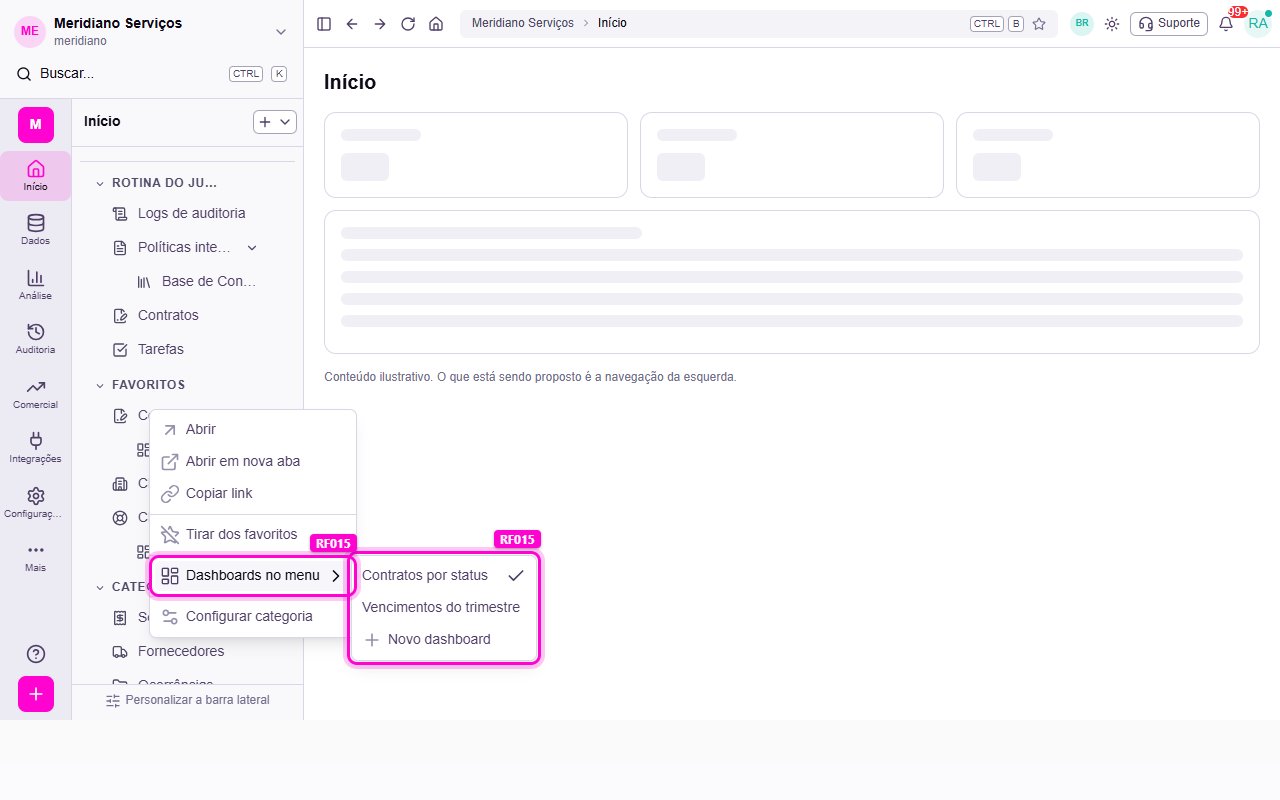 ME
Meridiano Serviços
meridiano
Buscar...
CTRL
K
Meridiano Serviços
Início
CTRL
B
BR
Suporte
99+
RA
M
Início
Dados
Análise
Auditoria
Comercial
Integrações
Configuraç...
Mais
Início
ROTINA DO JU...
Logs de auditoria
Políticas inte...
Base de Con...
Contratos
Tarefas
FAVORITOS
C
C
C
CATE
S
Fornecedores
Personalizar a barra lateral
Abrir
Abrir em nova aba
Copiar link
Tirar dos favoritos
RF015
Dashboards no menu
Configurar categoria
RF015
Contratos por status
Vencimentos do trimestre
Novo dashboard
Início
Conteúdo ilustrativo. O que está sendo proposto é a navegação da esquerda.